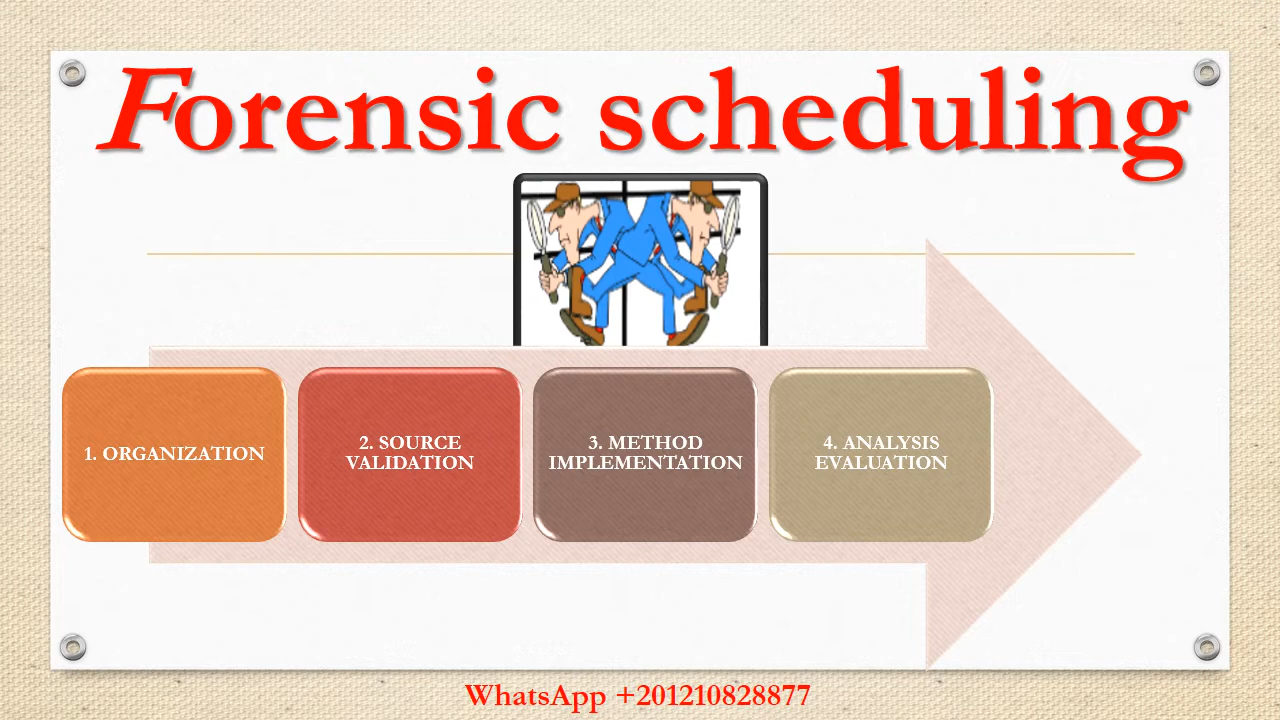 Forensic scheduling
1. ORGANIZATION
2. SOURCE
VALIDATION
3. METHOD
IMPLEMENTATION
4. ANALYSIS
EVALUATION
WhatsApp +201210828877